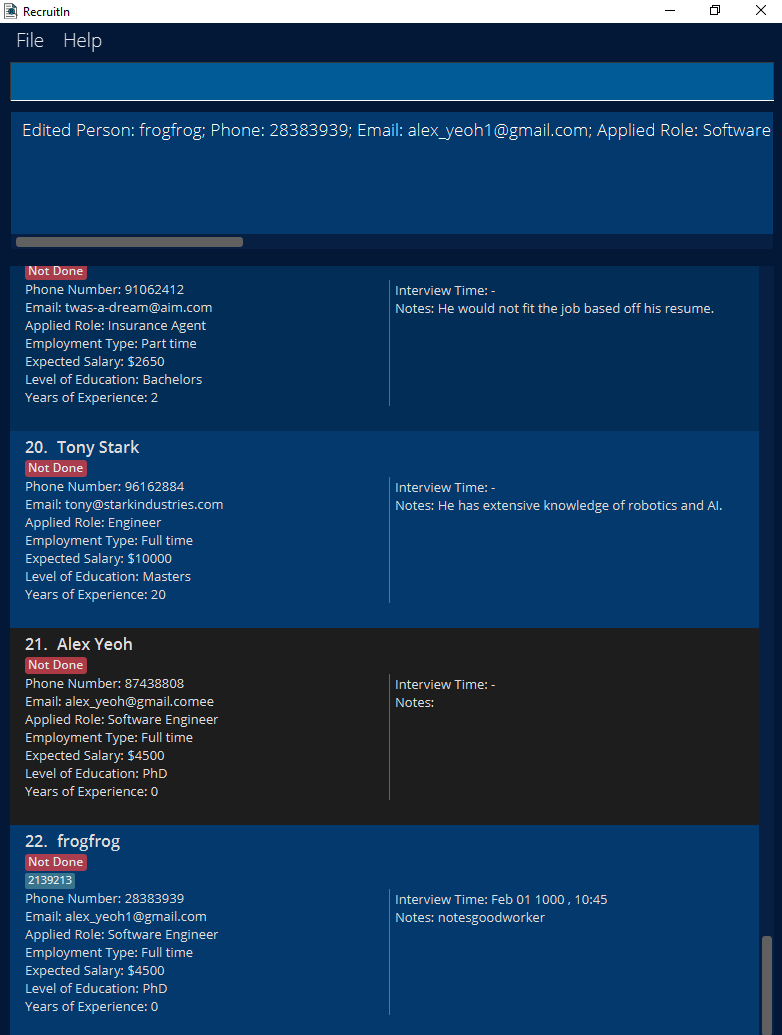 RecruitIn
File Help
Edited Person: frogfrog; Phone: 28383939; Email: alex_yeoh1@gmail.com; Applied Role: Software
Not Done
Phone Number: 91062412
Email: twas-a-dream@aim.com
Applied Role: Insurance Agent
Employment Type: Part time
Expected Salary: $2650
Level of Education: Bachelors
Years of Experience: 2
Interview Time: -
Notes: He would not fit the job based off his resume.
20. Tony Stark
Not Done
Phone Number: 96162884
Email: tony@starkindustries.com
Applied Role: Engineer
Employment Type: Full time
Expected Salary: $10000
Level of Education: Masters
Years of Experience: 20
Interview Time: -
Notes: He has extensive knowledge of robotics and AI.
21. Alex Yeoh
Not Done
Phone Number: 87438808
Email: alex_yeoh@gmail.comee
Applied Role: Software Engineer
Employment Type: Full time
Expected Salary: $4500
Level of Education: PhD
Years of Experience: 0
Interview Time: -
Notes:
22. frogfrog
Not Done
2139213
Phone Number: 28383939
Email: alex_yeoh1@gmail.com
Applied Role: Software Engineer
Employment Type: Full time
Expected Salary: $4500
Level of Education: PhD
Years of Experience: 0
Interview Time: Feb 01 1000 , 10:45
Notes: notesgoodworker